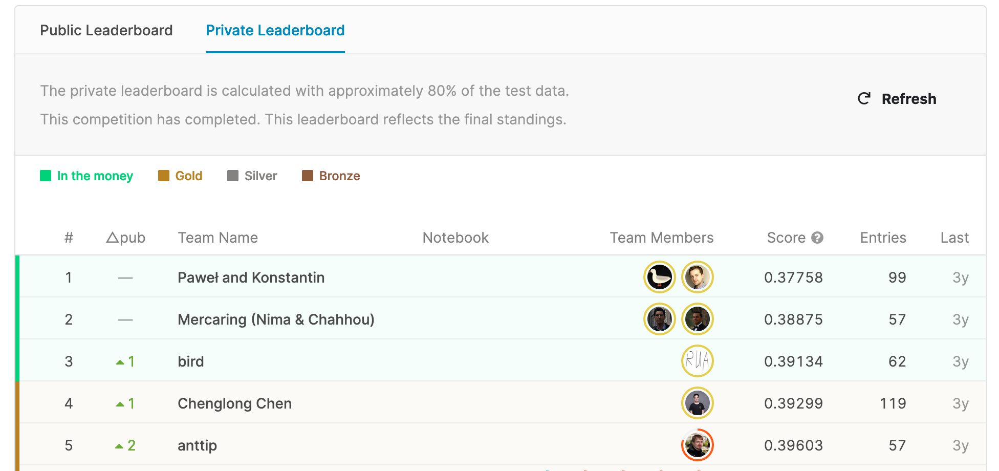 Public Leaderboard Private Leaderboard
The private leaderboard is calculated with approximately 80% of the test data.
This competition has completed. This leaderboard reflects the final standings.
Refresh
In the money Gold Silver Bronze
# △pub Team Name Notebook Team Members Score ? Entries Last
1 — Paweł and Konstantin 0.37758 99 3y
2 — Mercaring (Nima & Chahhou) 0.38875 57 3y
3 ▲1 bird RUA 0.39134 62 3y
4 ▲1 Chenglong Chen 0.39299 119 3y
5 ▲2 anttip 0.39603 57 3y